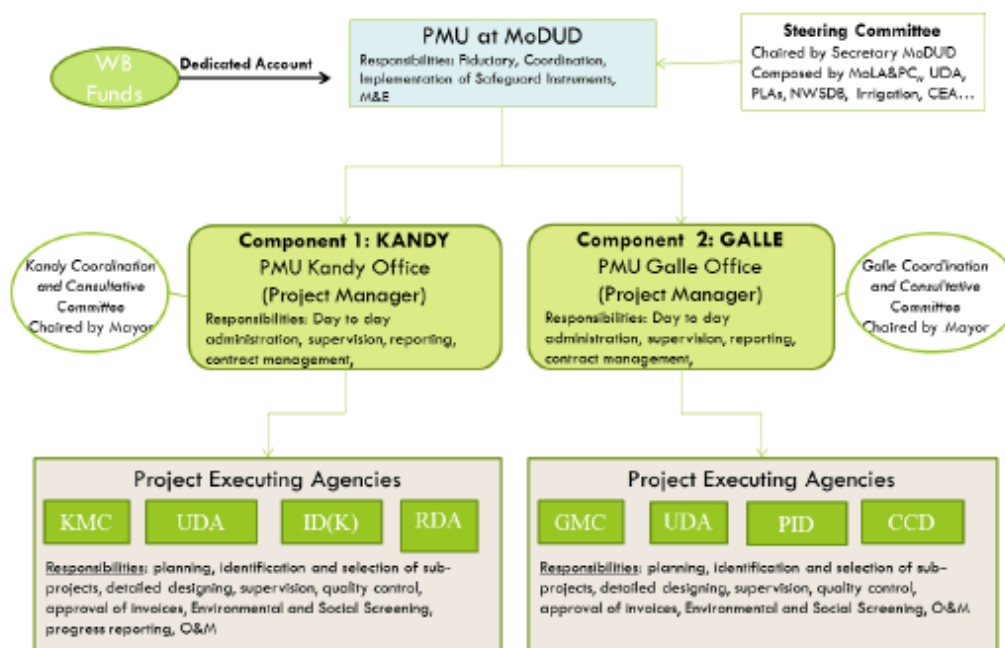 WB
Funds
Dedicated Account
PMU at MoDUD
Responsibilities: Fiduciary, Coordination,
Implementation of Safeguard Instruments,
M&E
Steering Committee
Chaired by Secretary MoDUD
Composed by MoLA&PC,, UDA,
PLAs, NWSDB, Irrigation, CEA...
Kandy Coordination
and Consultative
Committee
Chaired by Mayor
Component 1: KANDY
PMU Kandy Office
(Project Manager)
Responsibilities: Day to day
administration, supervision, reporting,
contract management,
Component 2: GALLE
PMU Galle Office
(Project Manager)
Responsibilities: Day to day
administration, supervision, reporting,
contract management,
Galle Coordination
and Consultative
Committee
Chaired by Mayor
Project Executing Agencies
KMC UDA ID(K) RDA
Responsibilities: planning, identification and selection of sub-
projects, detailed designing, supervision, quality control,
approval of invoices, Environmental and Social Screening,
progress reporting, O&M
Project Executing Agencies
GMC UDA PID CCD
Responsibilities: planning, identification and selection of sub-
projects, detailed designing, supervision, quality control,
approval of invoices, Environmental and Social Screening, O&M